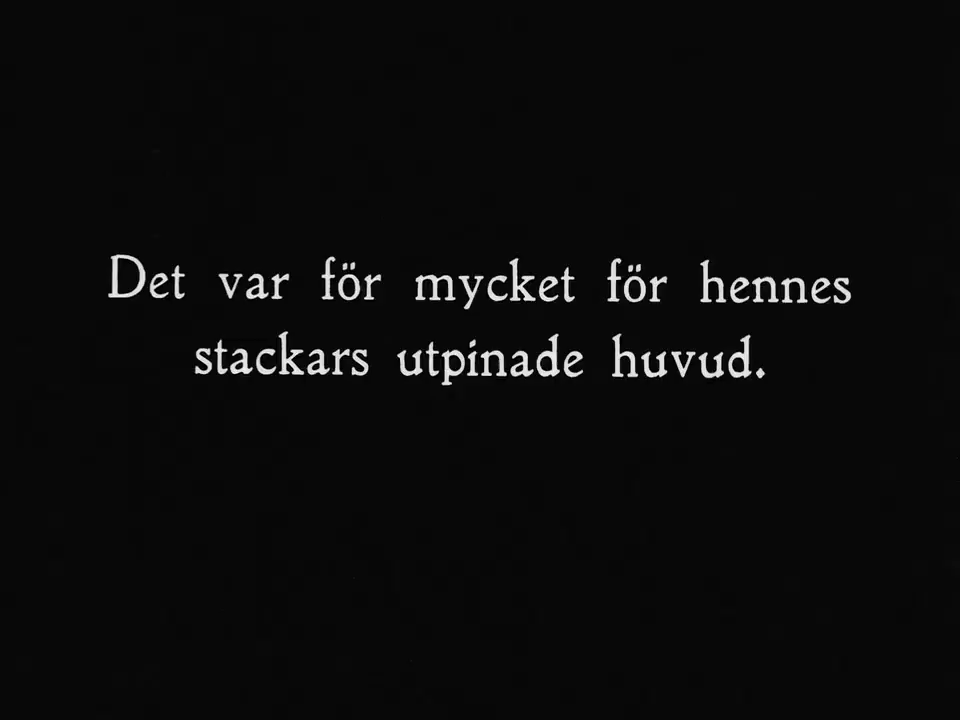 Det var för mycket för hennes
stackars utpinade huvud.